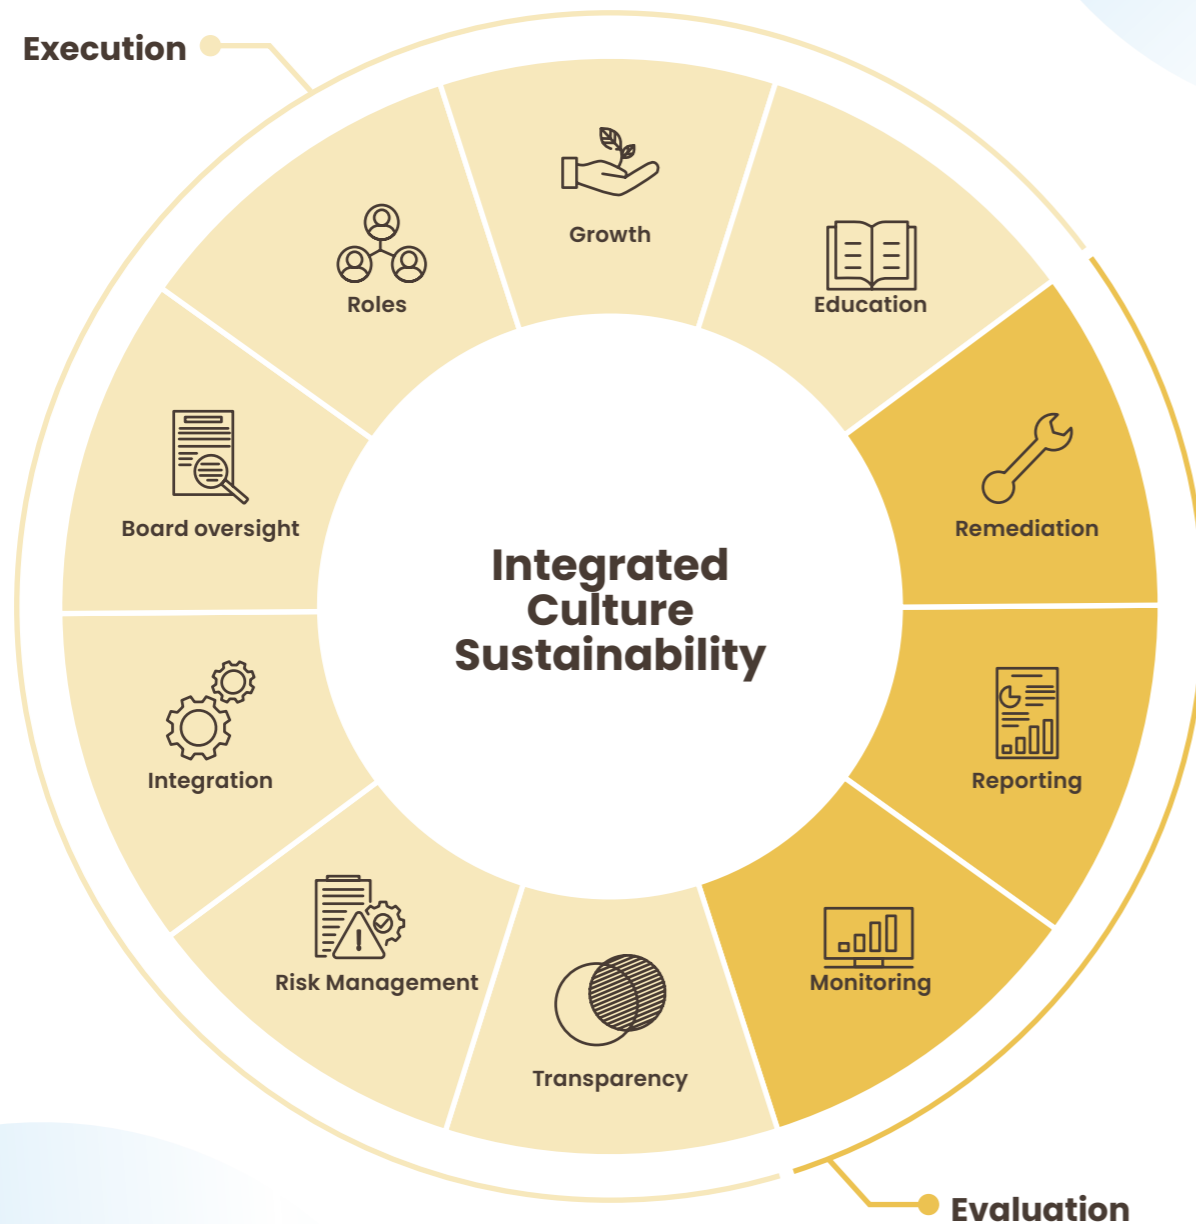 Execution
Growth
Roles
Education
Board oversight
Remediation
Integrated
Culture
Sustainability
Integration
Reporting
Risk Management
Monitoring
Transparency
Evaluation